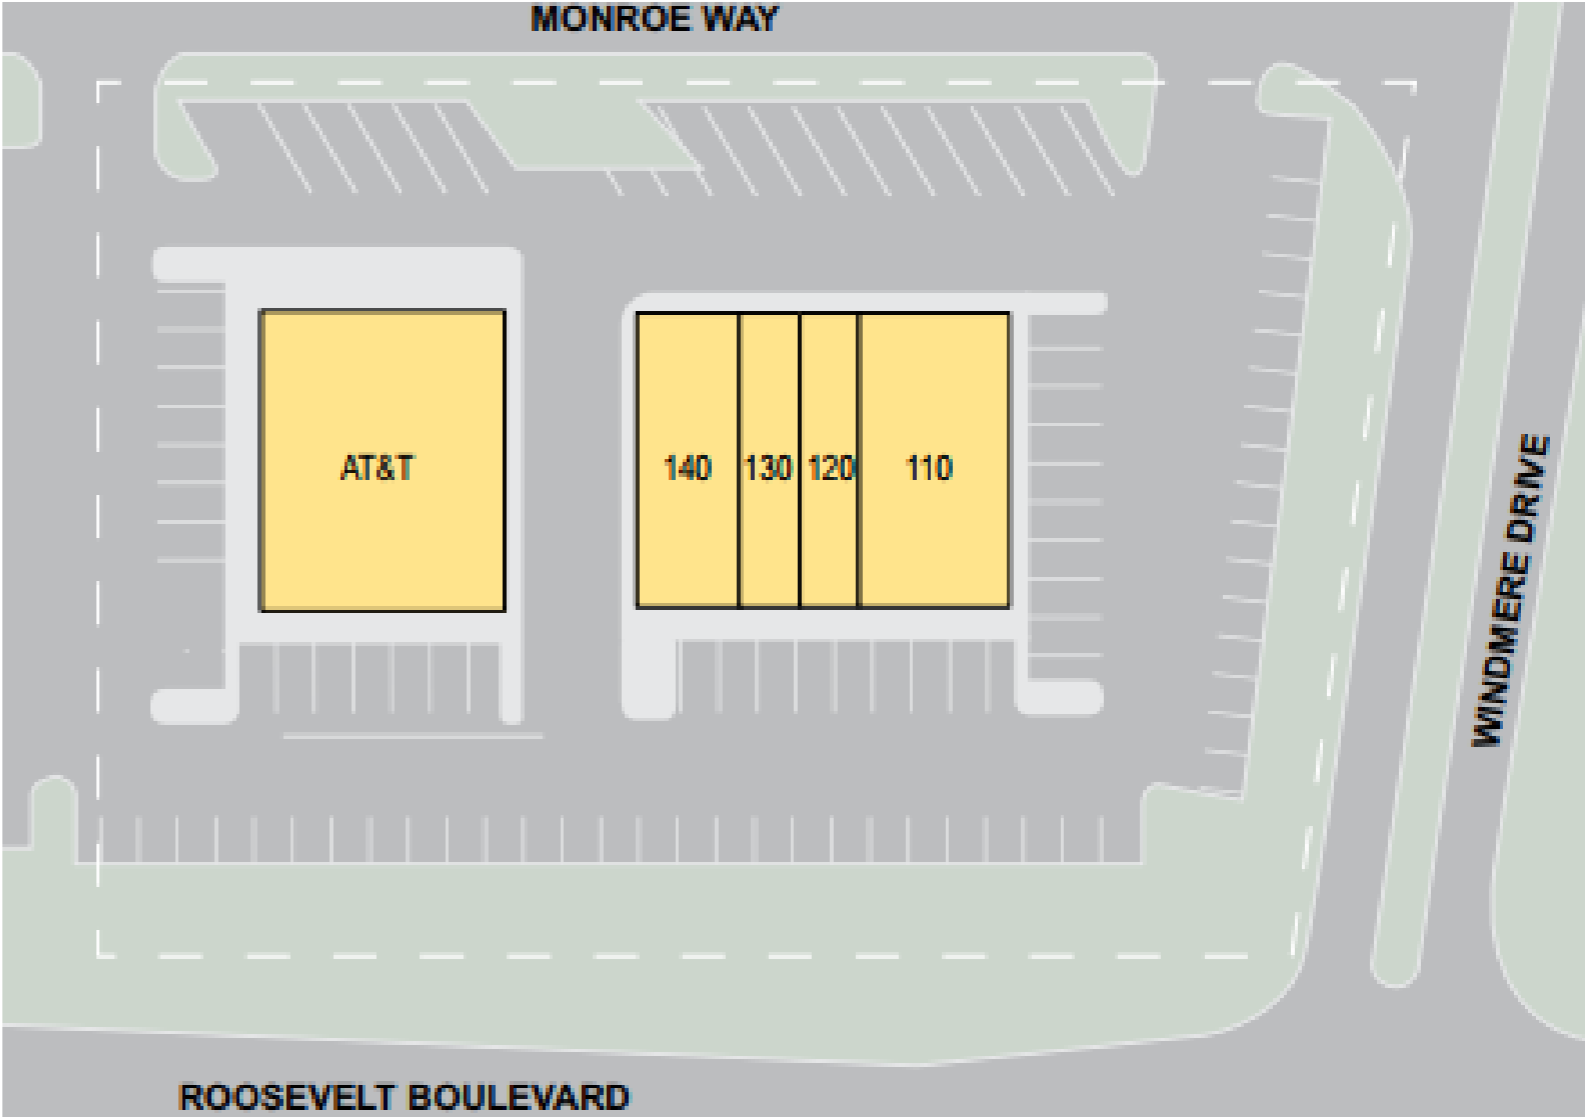 MONROE WAY
AT&T
140
130
120
110
WINDMERE DRIVE
ROOSEVELT BOULEVARD